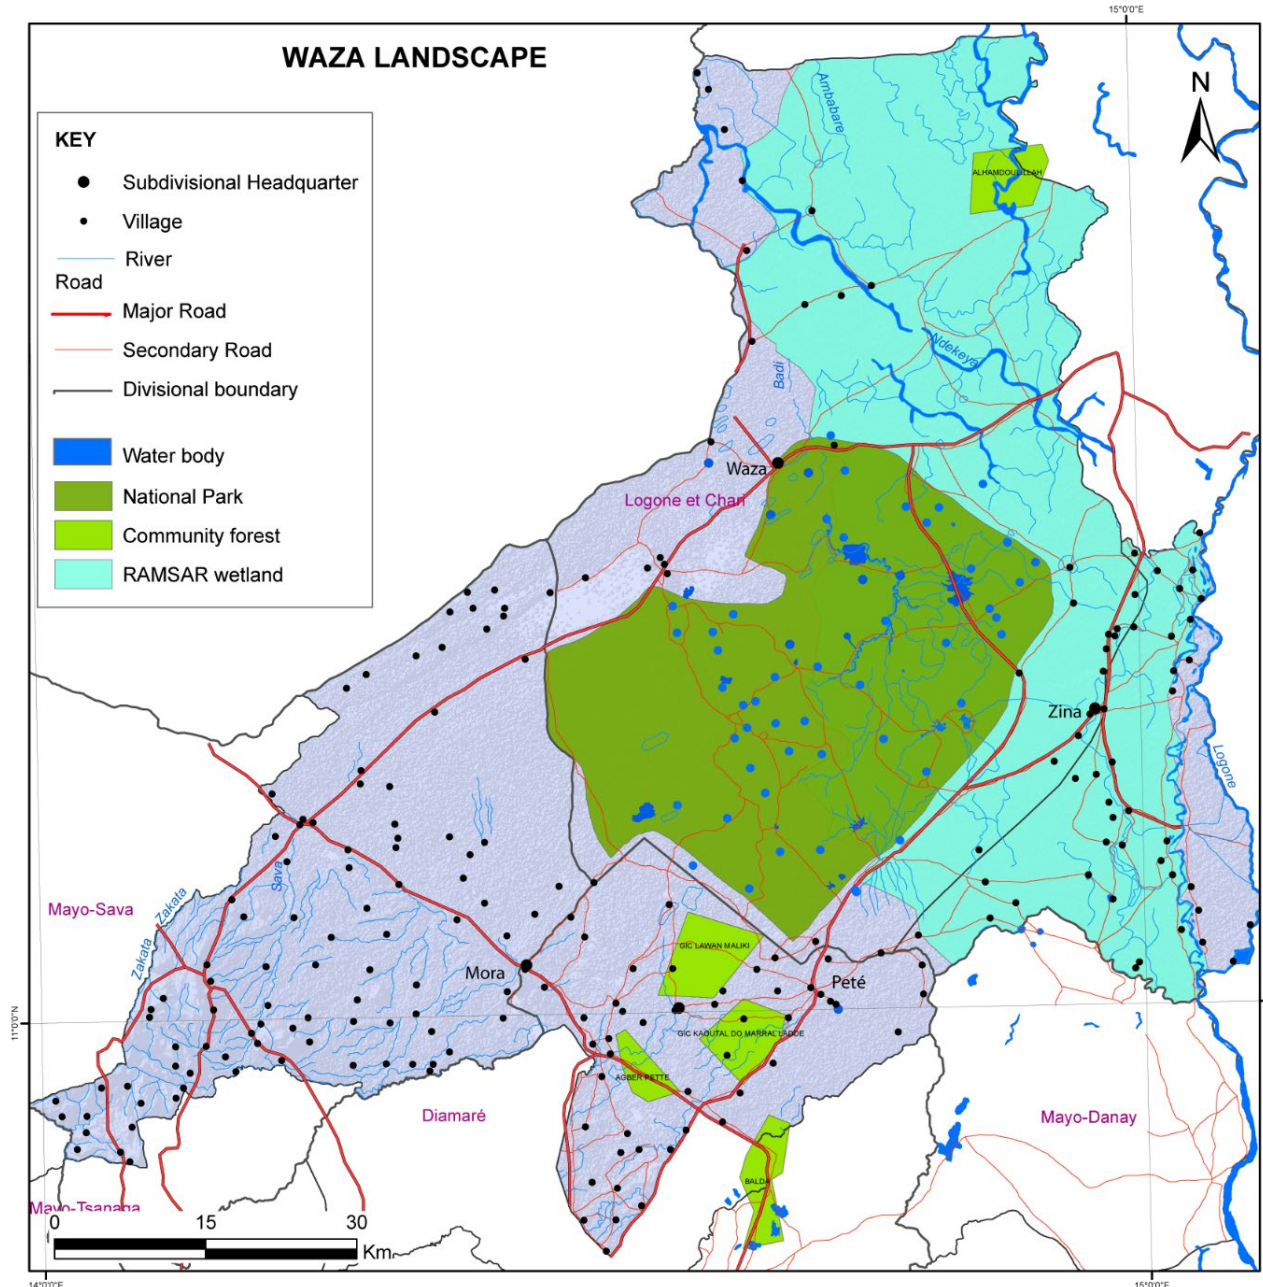 15°0'0"E
WAZA LANDSCAPE
N
KEY
Subdivisional Headquarter
Village
River
Road
Major Road
Secondary Road
Divisional boundary
Water body
National Park
Community forest
RAMSAR wetland
Ambabare
ALHAMDOULILLAH
Ndekeya
Badi
Waza
Logone et Chari
Zina
Logone
Sava
Mayo-Sava
Zakata
Zakata
GIC LAWAN MALIKI
Mora
Peté
11°0'0"N
GIC KAOUTAL DO MARRAL LADDE
AGBER PETTE
Diamaré
Mayo-Danay
BALDA
Mayo-Tsanaga
0 15 30
Km
14°0'0"E
15°0'0"E